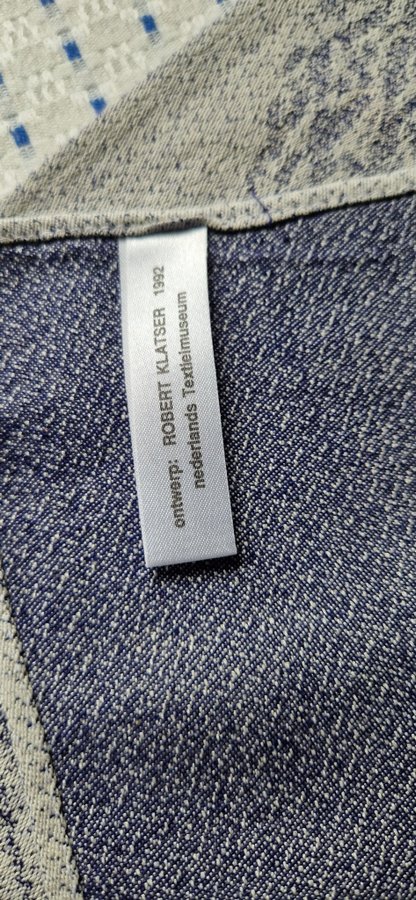 ontwerp: ROBERT KLATSER 1992
nederlands Textielmuseum